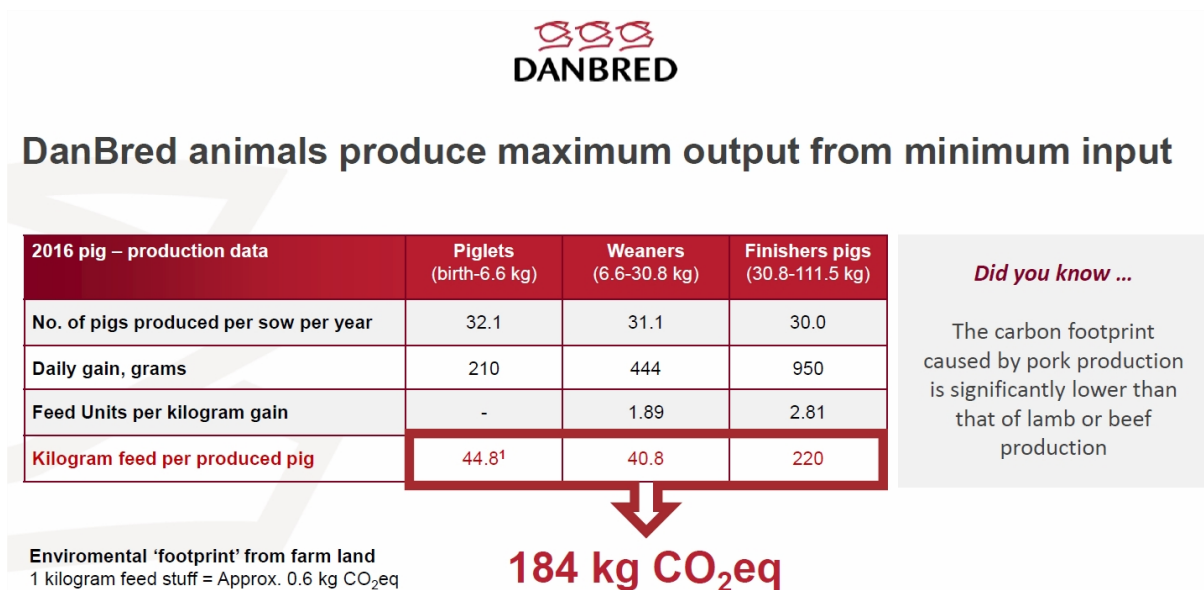 DANBRED
DanBred animals produce maximum output from minimum input
2016 pig – production data Piglets (birth-6.6 kg) Weaners (6.6-30.8 kg) Finishers pigs (30.8-111.5 kg)
No. of pigs produced per sow per year 32.1 31.1 30.0
Daily gain, grams 210 444 950
Feed Units per kilogram gain - 1.89 2.81
Kilogram feed per produced pig 44.8¹ 40.8 220
Did you know ...
The carbon footprint
caused by pork production
is significantly lower than
that of lamb or beef
production
Enviromental ‘footprint’ from farm land
1 kilogram feed stuff = Approx. 0.6 kg CO₂eq
184 kg CO₂eq